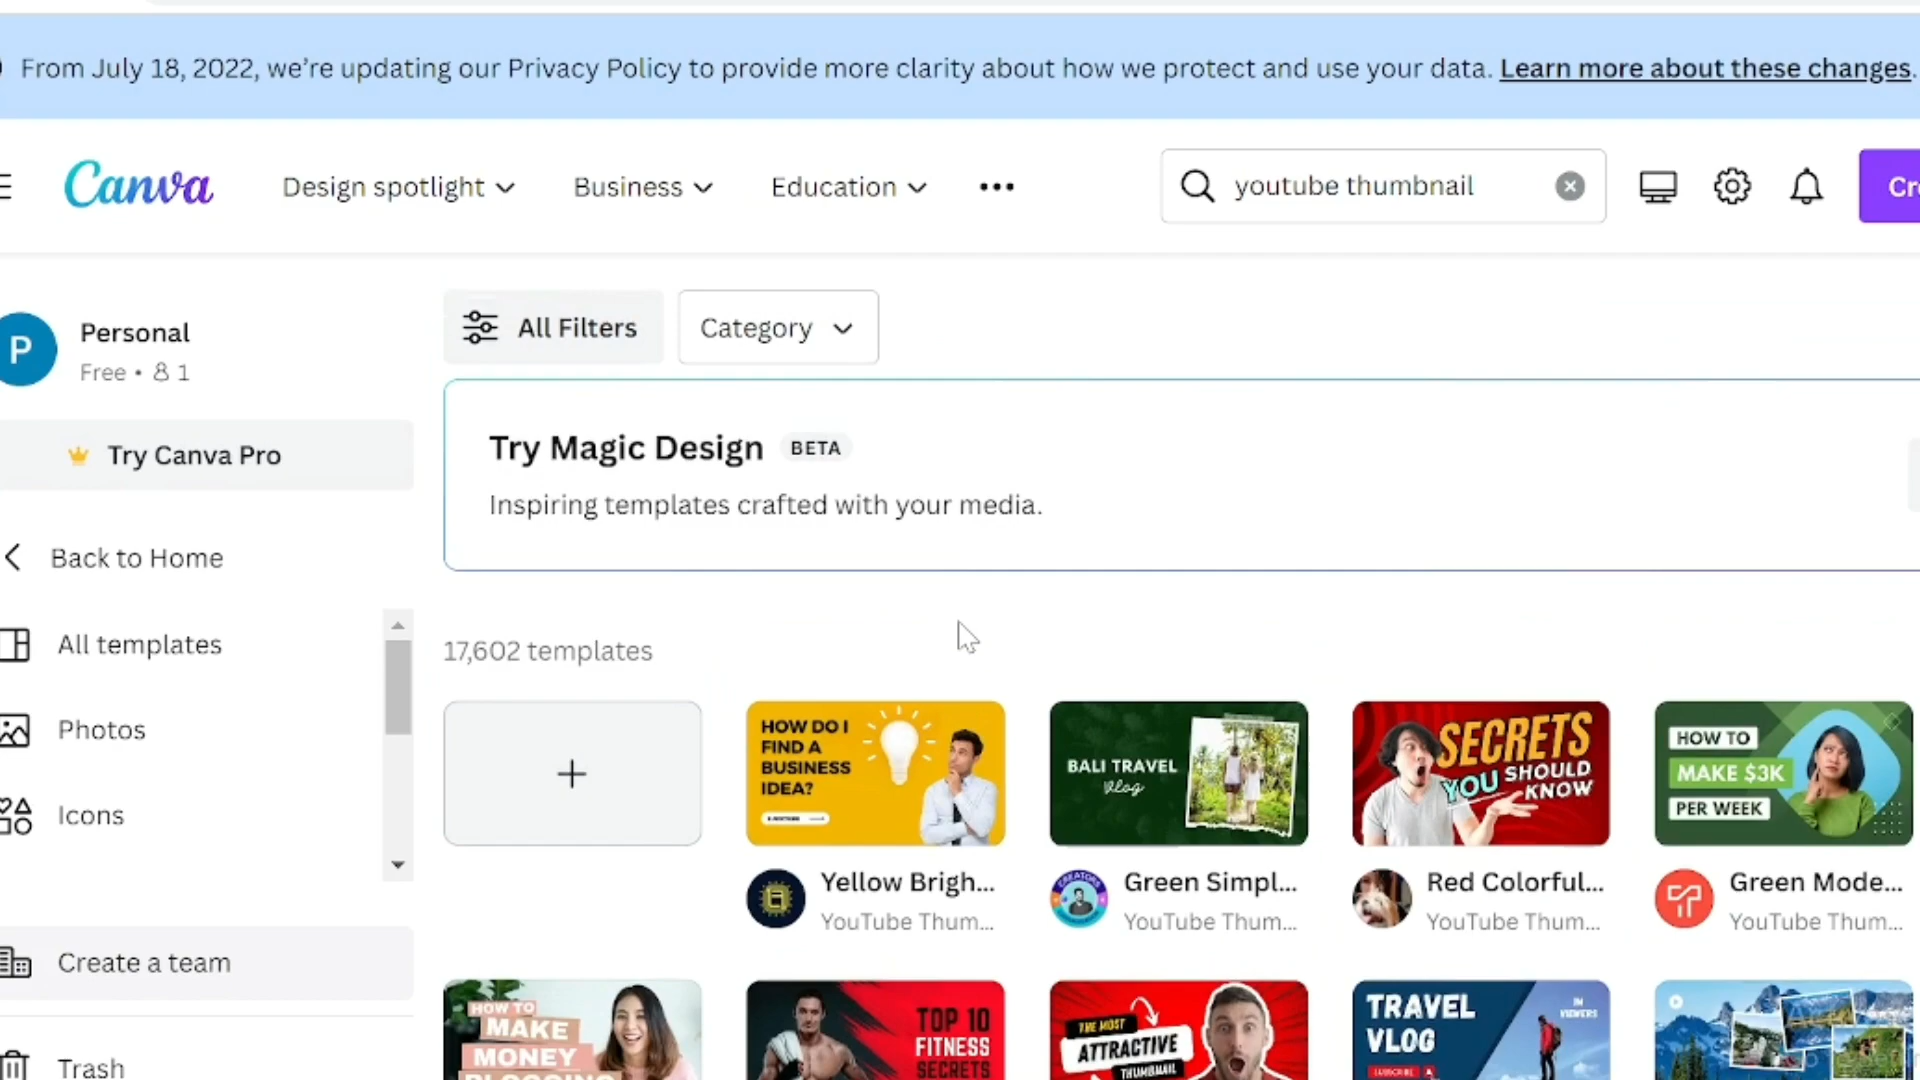 From July 18, 2022, we're updating our Privacy Policy to provide more clarity about how we protect and use your data. Learn more about these changes.
Canva
Design spotlight
Business
Education
youtube thumbnail
Cr
Personal
Free • 1
Try Canva Pro
Back to Home
All templates
Photos
Icons
Create a team
Trash
All Filters
Category
Try Magic Design BETA
Inspiring templates crafted with your media.
17,602 templates
HOW DO I
FIND A
BUSINESS
IDEA?
BALI TRAVEL
Vlog
SECRETS
YOU SHOULD
KNOW
HOW TO
MAKE $3K
PER WEEK
Yellow Brigh...
YouTube Thum...
Green Simpl...
YouTube Thum...
Red Colorful...
YouTube Thum...
Green Mode...
YouTube Thum...
HOW TO
MAKE
MONEY
BLOGGING
TOP 10
FITNESS
SECRETS
THE MOST
ATTRACTIVE
THUMBNAIL
TRAVEL
VLOG
IN
VIEWERS
SUBSCRIBE
P